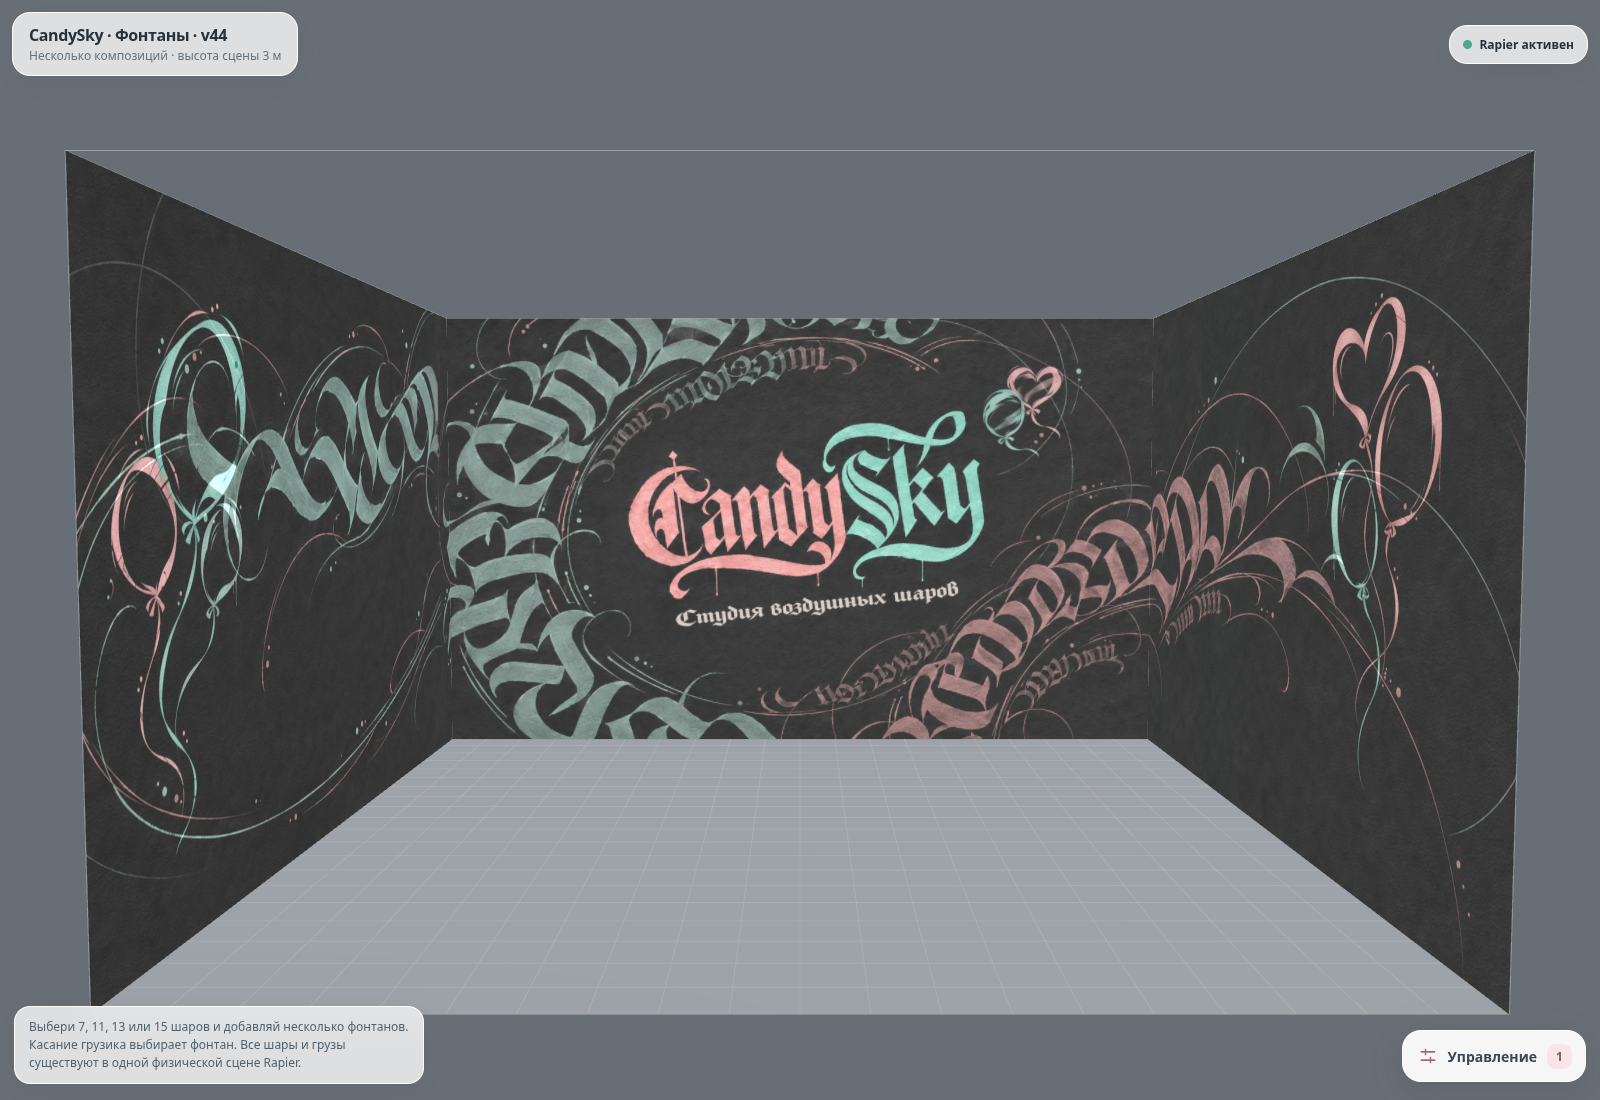 CandySky · Фонтаны · v44
Несколько композиций · высота сцены 3 м
Rapier активен
CandySky
Студия воздушных шаров
Выбери 7, 11, 13 или 15 шаров и добавляй несколько фонтанов.
Касание грузика выбирает фонтан. Все шары и грузы
существуют в одной физической сцене Rapier.
Управление 1